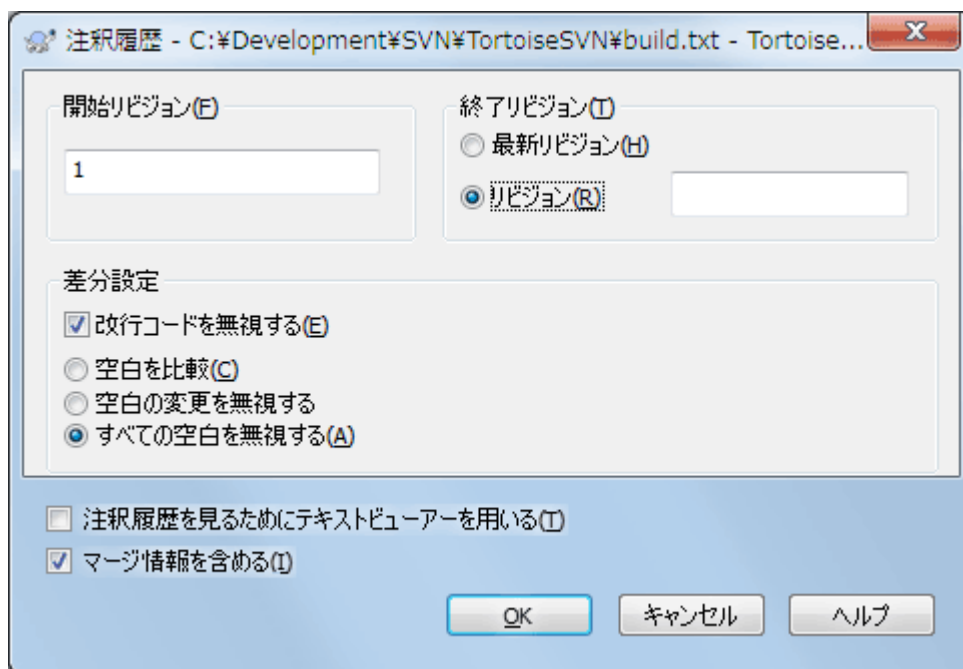 注釈履歴 - C:¥Development¥SVN¥TortoiseSVN¥build.txt - Tortoise...
開始リビジョン(F)
1
終了リビジョン(T)
最新リビジョン(H)
リビジョン(R)
差分設定
改行コードを無視する(E)
空白を比較(C)
空白の変更を無視する
すべての空白を無視する(A)
注釈履歴を見るためにテキストビューアーを用いる(T)
マージ情報を含める(I)
OK
キャンセル
ヘルプ